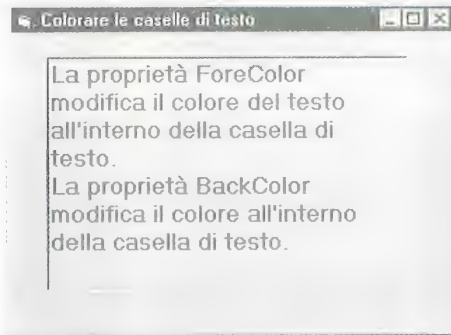 Colorare le caselle di testo
La proprietà ForeColor
modifica il colore del testo
all'interno della casella di
testo.
La proprietà BackColor
modifica il colore all'interno
della casella di testo.